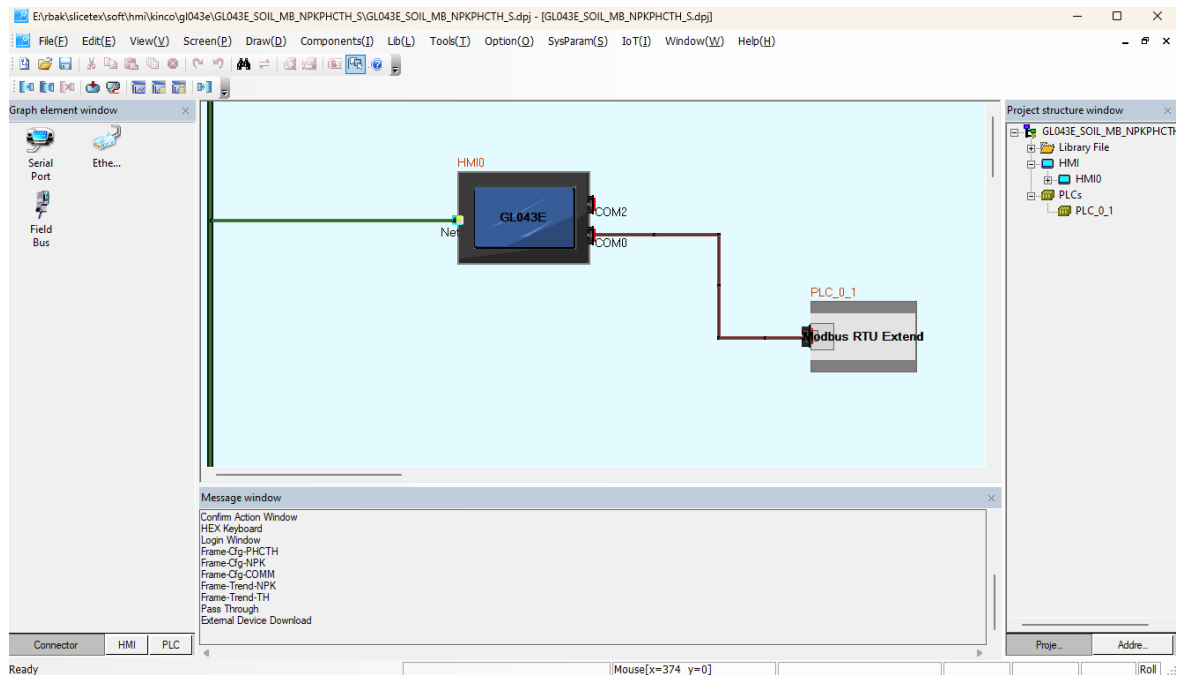 E:\rbak\slicetex\soft\hmi\kinco\gl043e\GL043E_SOIL_MB_NPKPHCTH_S\GL043E_SOIL_MB_NPKPHCTH_S.dpj - [GL043E_SOIL_MB_NPKPHCTH_S.dpj]
File(F) Edit(E) View(V) Screen(P) Draw(D) Components(I) Lib(L) Tools(T) Option(O) SysParam(S) IoT(I) Window(W) Help(H)
Graph element window
Serial
Port
Ethe...
Field
Bus
Connector
HMI
PLC
HMI0
GL043E
COM2
Net
COM0
PLC_0_1
Modbus RTU Extend
Message window
Confirm Action Window
HEX Keyboard
Login Window
Frame-Cfg-PHCTH
Frame-Cfg-NPK
Frame-Cfg-COMM
Frame-Trend-NPK
Frame-Trend-TH
Pass Through
External Device Download
Project structure window
GL043E_SOIL_MB_NPKPHCTH
Library File
HMI
HMI0
PLCs
PLC_0_1
Proje...
Addre...
Ready
Mouse[x=374 y=0]
Roll